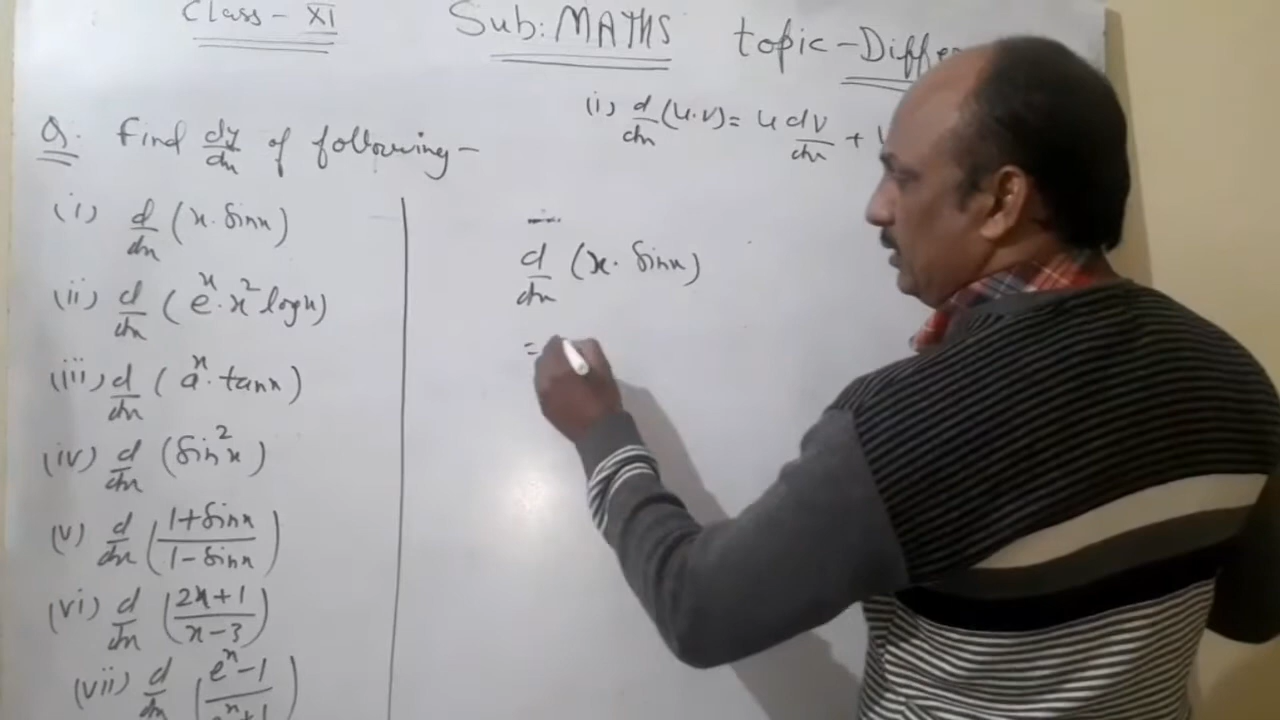 Class - XI Sub: MATHS topic - Diffe
(i) d/dx (u.v) = u dv/dx +
Q. Find dy/dx of following -
(i) d/dx (x. Sinx)
(ii) d/dx (e^x. x^2 logx)
(iii) d/dx (a^x. tanx)
(iv) d/dx (Sin^2 x)
(v) d/dx ((1+Sinx)/(1-Sinx))
(vi) d/dx ((2x+1)/(x-3))
(vii) d/dx ((e^x-1)/(e^x+1))
d/dx (x. Sinx)
=